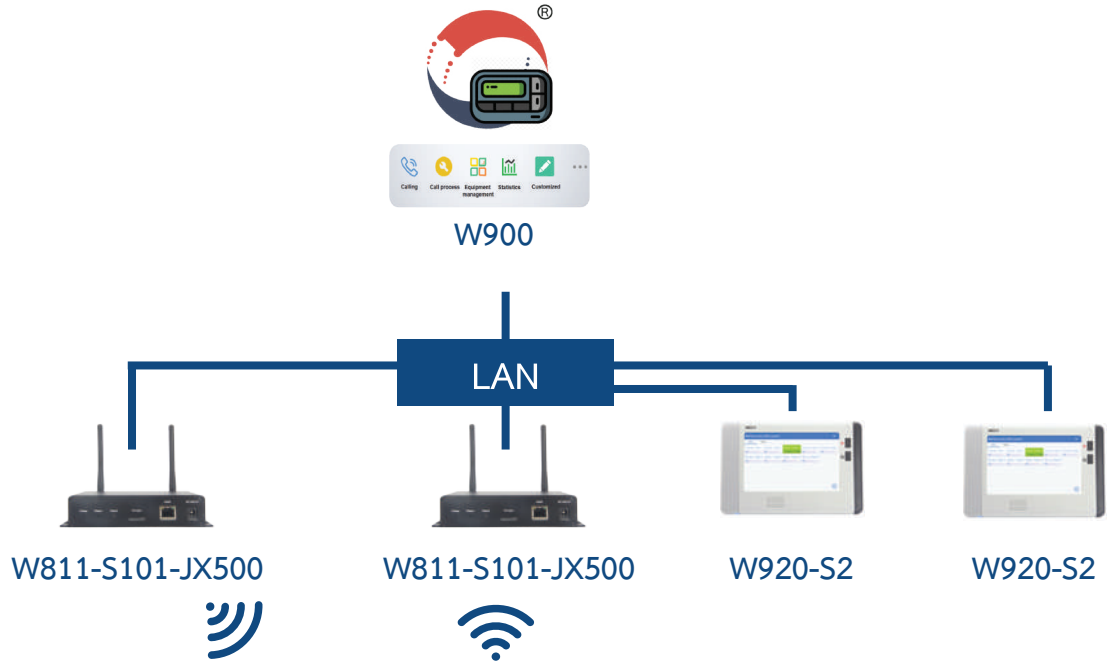 ®
Calling
Call process
Equipment
management
Statistics
Customized
W900
LAN
W811-S101-JX500
W811-S101-JX500
W920-S2
W920-S2